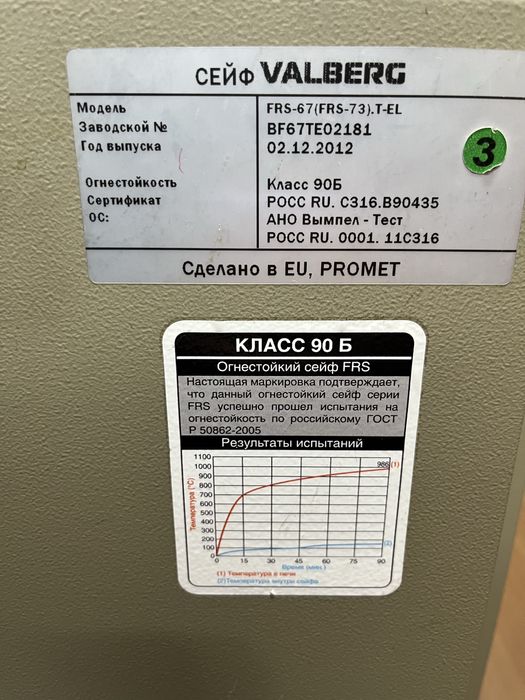 СЕЙФ VALBERG
Модель FRS-67(FRS-73).T-EL
Заводской № BF67TE02181
Год выпуска 02.12.2012
3
Огнестойкость Класс 90Б
Сертификат РОСС RU. С316.В90435
ОС: АНО Вымпел - Тест
РОСС RU. 0001. 11С316
Сделано в EU, PROMET
КЛАСС 90 Б
Огнестойкий сейф FRS
Настоящая маркировка подтверждает,
что данный огнестойкий сейф серии
FRS успешно прошел испытания на
огнестойкость по российскому ГОСТ
Р 50862-2005
Результаты испытаний
Температура (°С)
1100
1000
900
800
700
600
500
400
300
200
100
0
986 (1)
(2)
0 15 30 45 60 75 90
Время (мин.)
(1) Температура в печи
(2)Температура внутри сейфа